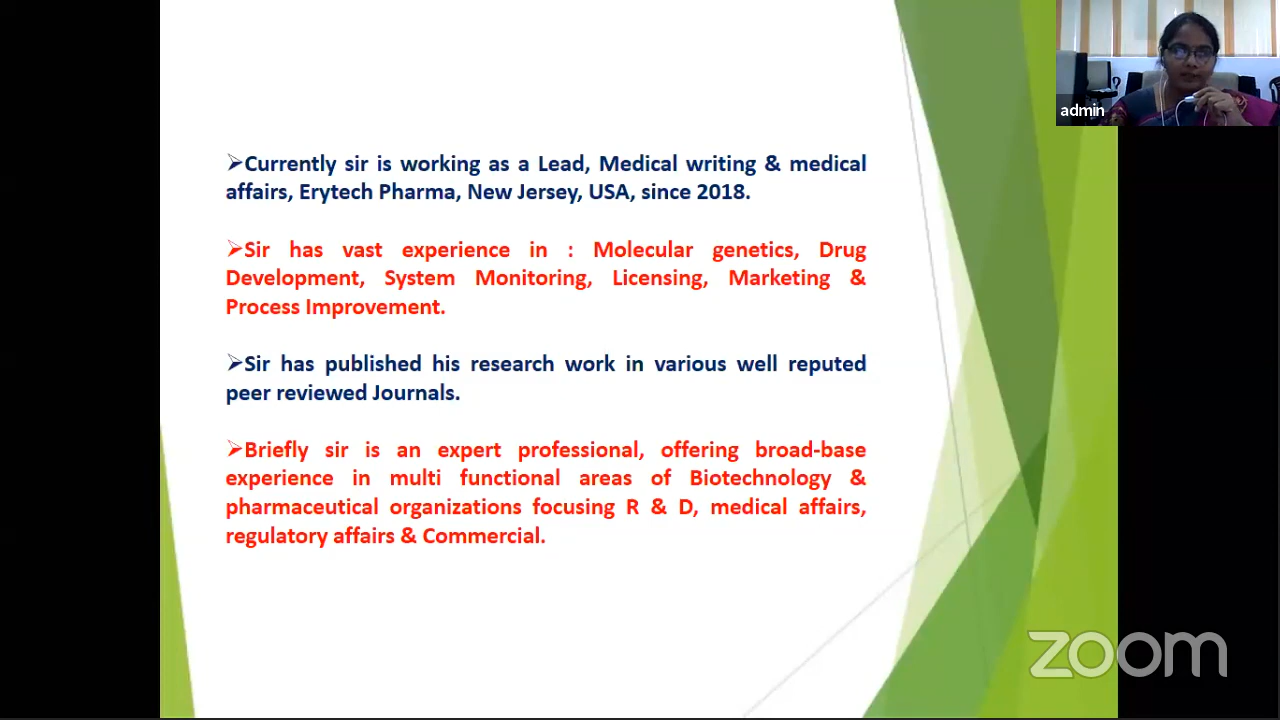 ➢Currently sir is working as a Lead, Medical writing & medical
affairs, Erytech Pharma, New Jersey, USA, since 2018.
➢Sir has vast experience in : Molecular genetics, Drug
Development, System Monitoring, Licensing, Marketing &
Process Improvement.
➢Sir has published his research work in various well reputed
peer reviewed Journals.
➢Briefly sir is an expert professional, offering broad-base
experience in multi functional areas of Biotechnology &
pharmaceutical organizations focusing R & D, medical affairs,
regulatory affairs & Commercial.
admin
zoom